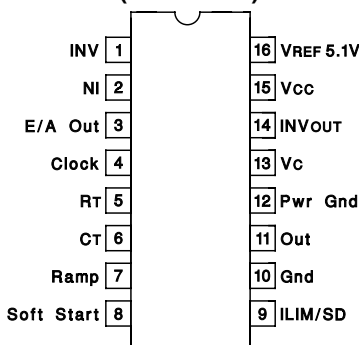 INV 1 16 VREF 5.1V
NI 2 15 VCC
E/A Out 3 14 INVOUT
Clock 4 13 VC
RT 5 12 Pwr Gnd
CT 6 11 Out
Ramp 7 10 Gnd
Soft Start 8 9 ILIM/SD